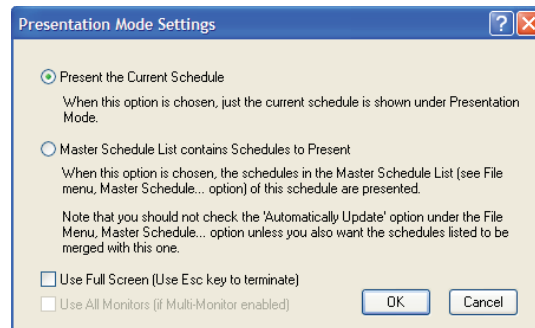 Presentation Mode Settings
Present the Current Schedule
When this option is chosen, just the current schedule is shown under Presentation
Mode.
Master Schedule List contains Schedules to Present
When this option is chosen, the schedules in the Master Schedule List (see File
menu, Master Schedule... option) of this schedule are presented.
Note that you should not check the 'Automatically Update' option under the File
Menu, Master Schedule... option unless you also want the schedules listed to be
merged with this one.
Use Full Screen (Use Esc key to terminate)
Use All Monitors (if Multi-Monitor enabled)
OK
Cancel